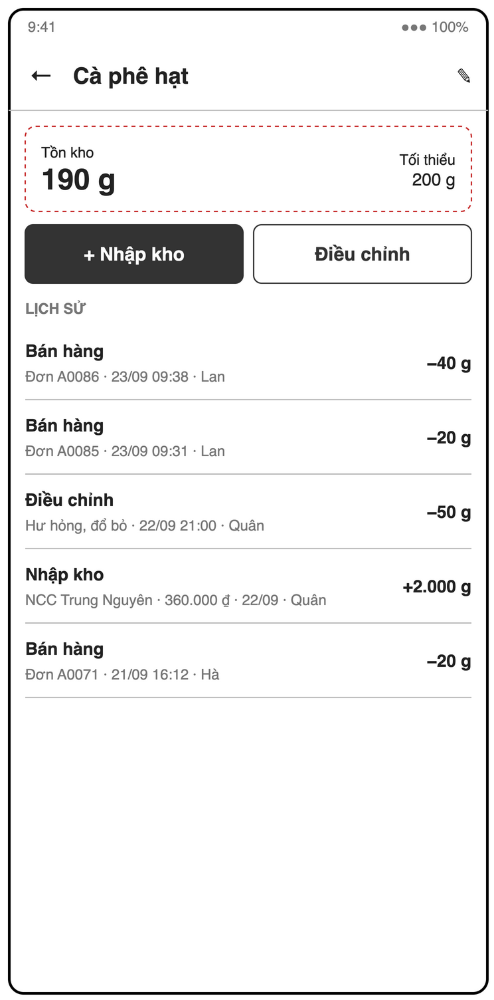 9:41 ●●● 100%
← Cà phê hạt ✎
Tồn kho
190 g
Tối thiểu
200 g
+ Nhập kho
Điều chỉnh
LỊCH SỬ
Bán hàng
Đơn A0086 · 23/09 09:38 · Lan
–40 g
Bán hàng
Đơn A0085 · 23/09 09:31 · Lan
–20 g
Điều chỉnh
Hư hỏng, đổ bỏ · 22/09 21:00 · Quân
–50 g
Nhập kho
NCC Trung Nguyên · 360.000 ₫ · 22/09 · Quân
+2.000 g
Bán hàng
Đơn A0071 · 21/09 16:12 · Hà
–20 g